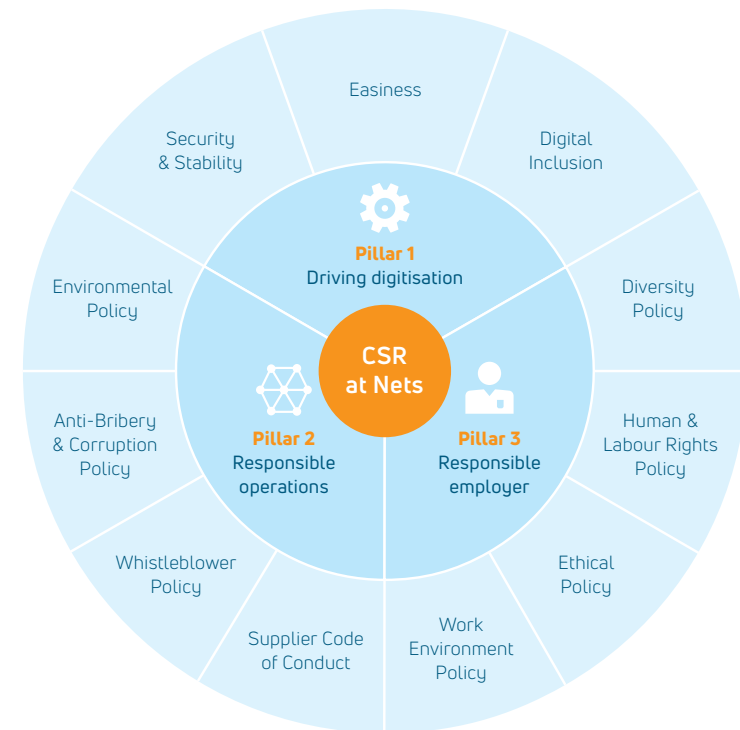 Easiness
Security
& Stability
Digital
Inclusion
Pillar 1
Driving digitisation
Environmental
Policy
Diversity
Policy
CSR
at Nets
Anti-Bribery
& Corruption
Policy
Pillar 2
Responsible
operations
Pillar 3
Responsible
employer
Human &
Labour Rights
Policy
Whistleblower
Policy
Ethical
Policy
Supplier Code
of Conduct
Work
Environment
Policy